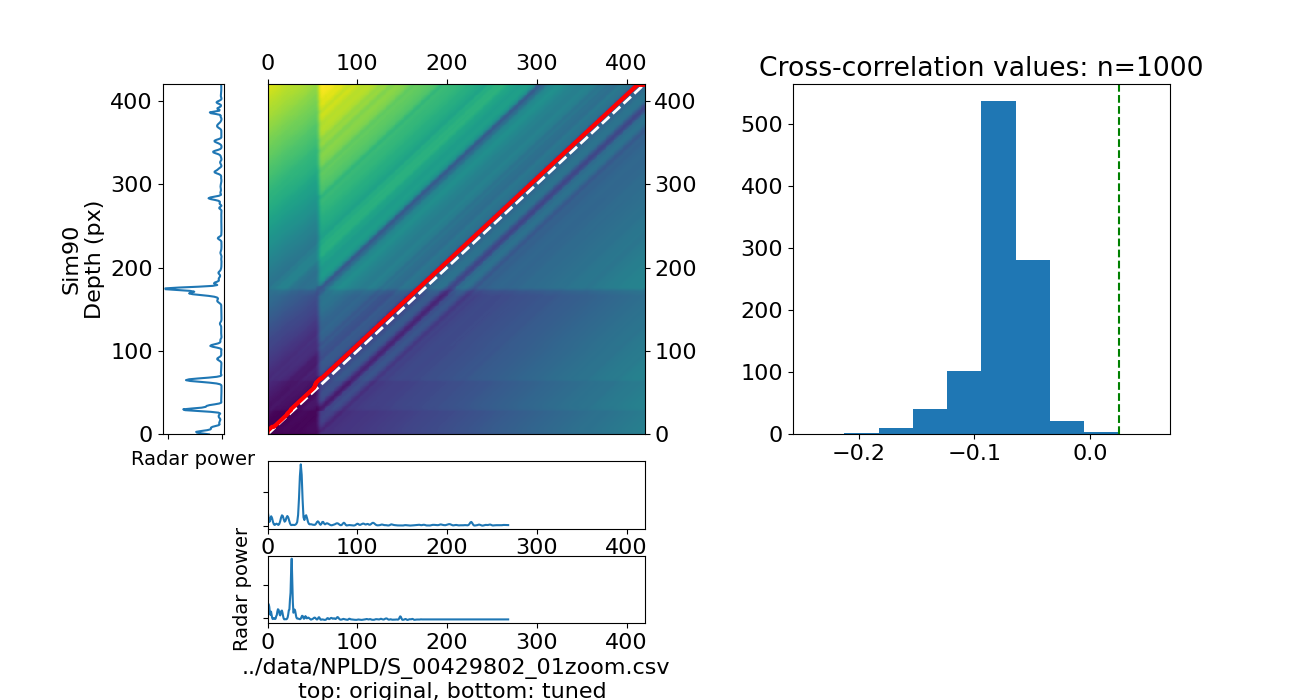 0 100 200 300 400
Cross-correlation values: n=1000
400
300
200
100
0
Sim90
Depth (px)
Radar power
400
300
200
100
0
500
400
300
200
100
0
−0.2 −0.1 0.0
0 100 200 300 400
Radar power
0 100 200 300 400
../data/NPLD/S_00429802_01zoom.csv
top: original, bottom: tuned